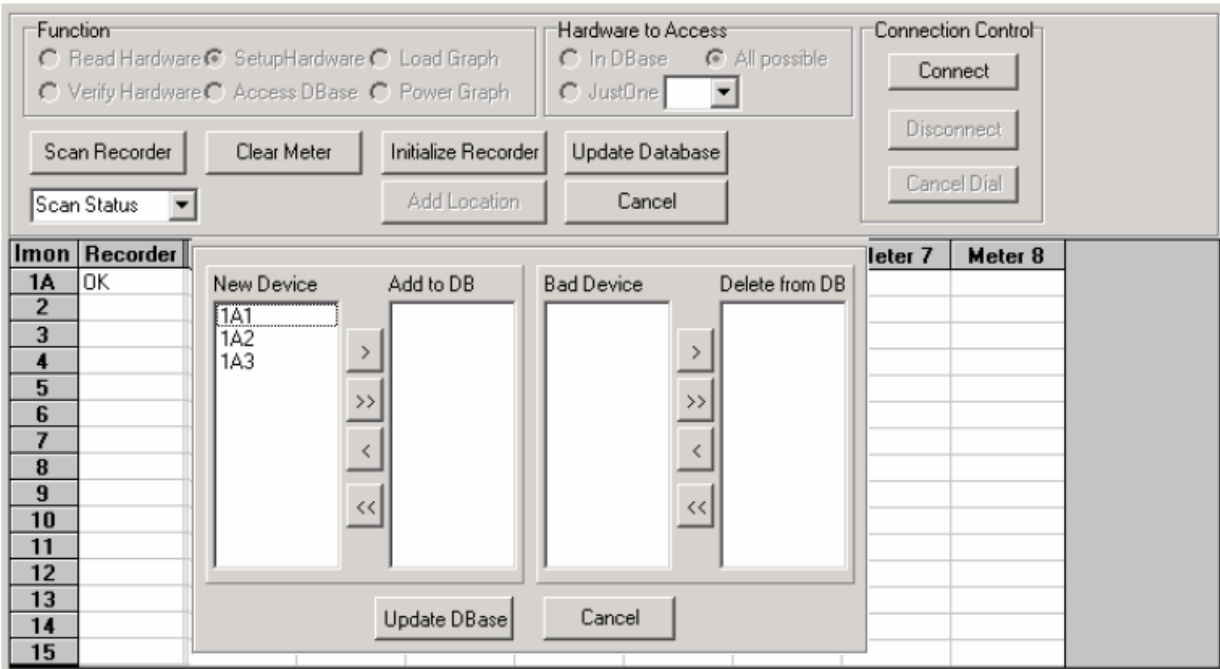 Function
Hardware to Access
Connection Control
Read Hardware SetupHardware Load Graph
In DBase All possible
Connect
Verify Hardware Access DBase Power Graph
JustOne
Disconnect
Scan Recorder Clear Meter Initialize Recorder Update Database
Cancel Dial
Scan Status
Add Location Cancel
Imon Recorder Meter 8
1A OK
2
3
4
5
6
7
8
9
10
11
12
13
14
15
New Device Add to DB Bad Device Delete from DB
1A1
1A2
1A3
> >
>> >>
< <
<< <<
Update DBase Cancel
eter 7